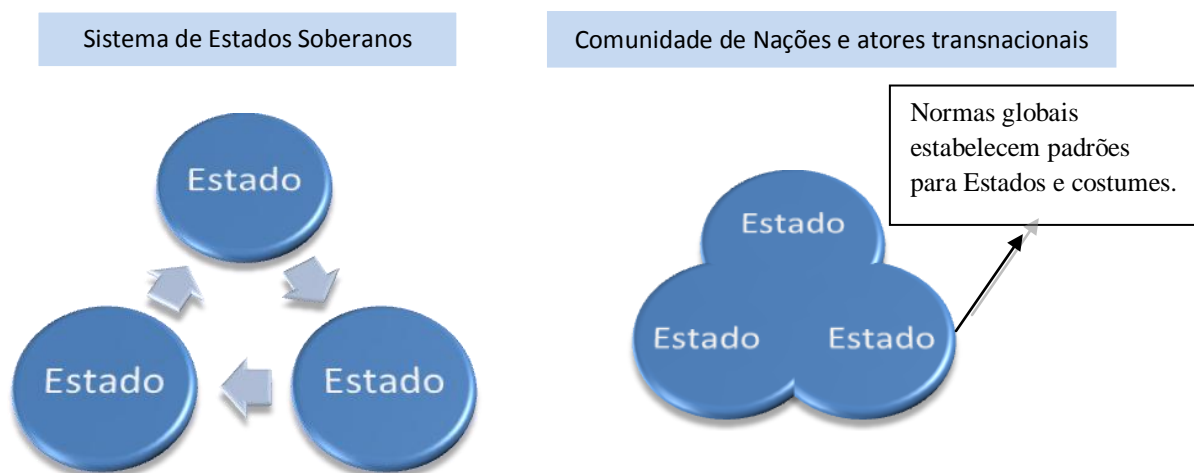 Sistema de Estados Soberanos
Comunidade de Nações e atores transnacionais
Normas globais
estabelecem padrões
para Estados e costumes.
Estado
Estado
Estado
Estado
Estado
Estado